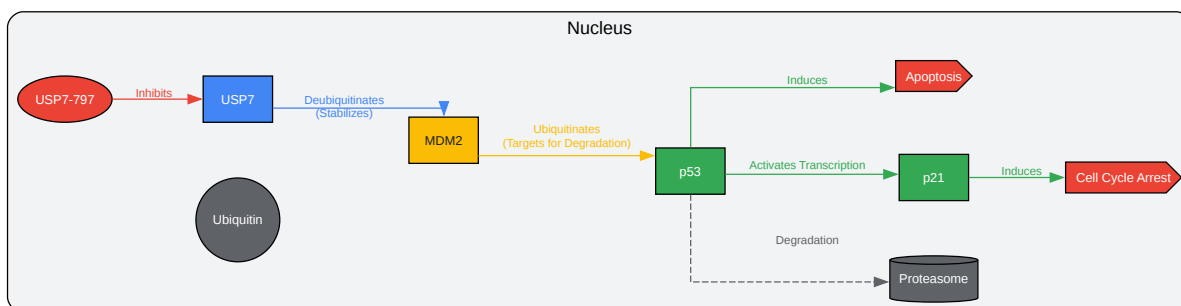 Nucleus
USP7-797
Inhibits
USP7
Deubiquitinates
(Stabilizes)
MDM2
Ubiquitinates
(Targets for Degradation)
p53
Induces
Apoptosis
Activates Transcription
p21
Induces
Cell Cycle Arrest
Ubiquitin
Degradation
Proteasome